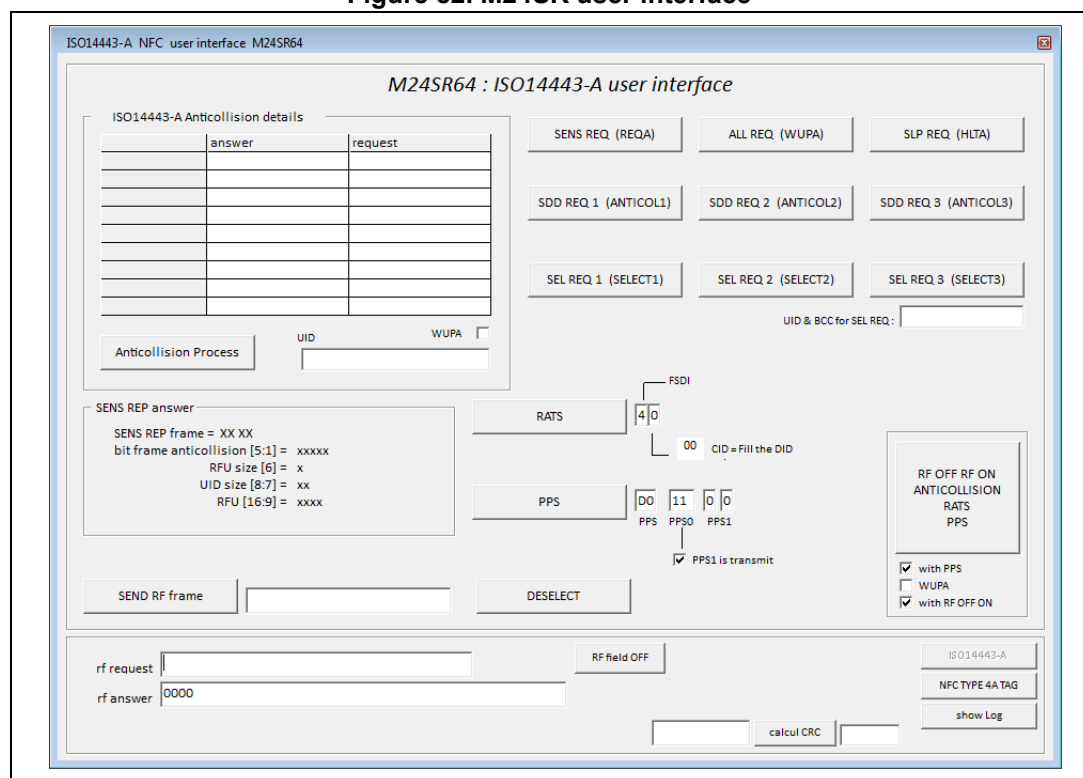 ISO14443-A NFC user interface M24SR64
M24SR64 : ISO14443-A user interface
ISO14443-A Anticollision details
answer request
SENS REQ (REQA) ALL REQ (WUPA) SLP REQ (HLTA)
SDD REQ 1 (ANTICOL1) SDD REQ 2 (ANTICOL2) SDD REQ 3 (ANTICOL3)
SEL REQ 1 (SELECT1) SEL REQ 2 (SELECT2) SEL REQ 3 (SELECT3)
UID & BCC for SEL REQ :
UID WUPA
Anticollision Process
FSDI
RATS 4 0
00 CID = Fill the DID
SENS REP answer
SENS REP frame = XX XX
bit frame anticollision [5:1] = xxxxx
RFU size [6] = x
UID size [8:7] = xx
RFU [16:9] = xxxx
PPS D0 11 0 0
PPS PPS0 PPS1
PPS1 is transmit
RF OFF RF ON
ANTICOLLISION
RATS
PPS
with PPS
WUPA
with RF OFF ON
SEND RF frame DESELECT
rf request RF field OFF ISO14443-A
rf answer 0000 NFC TYPE 4A TAG
show Log
calcul CRC